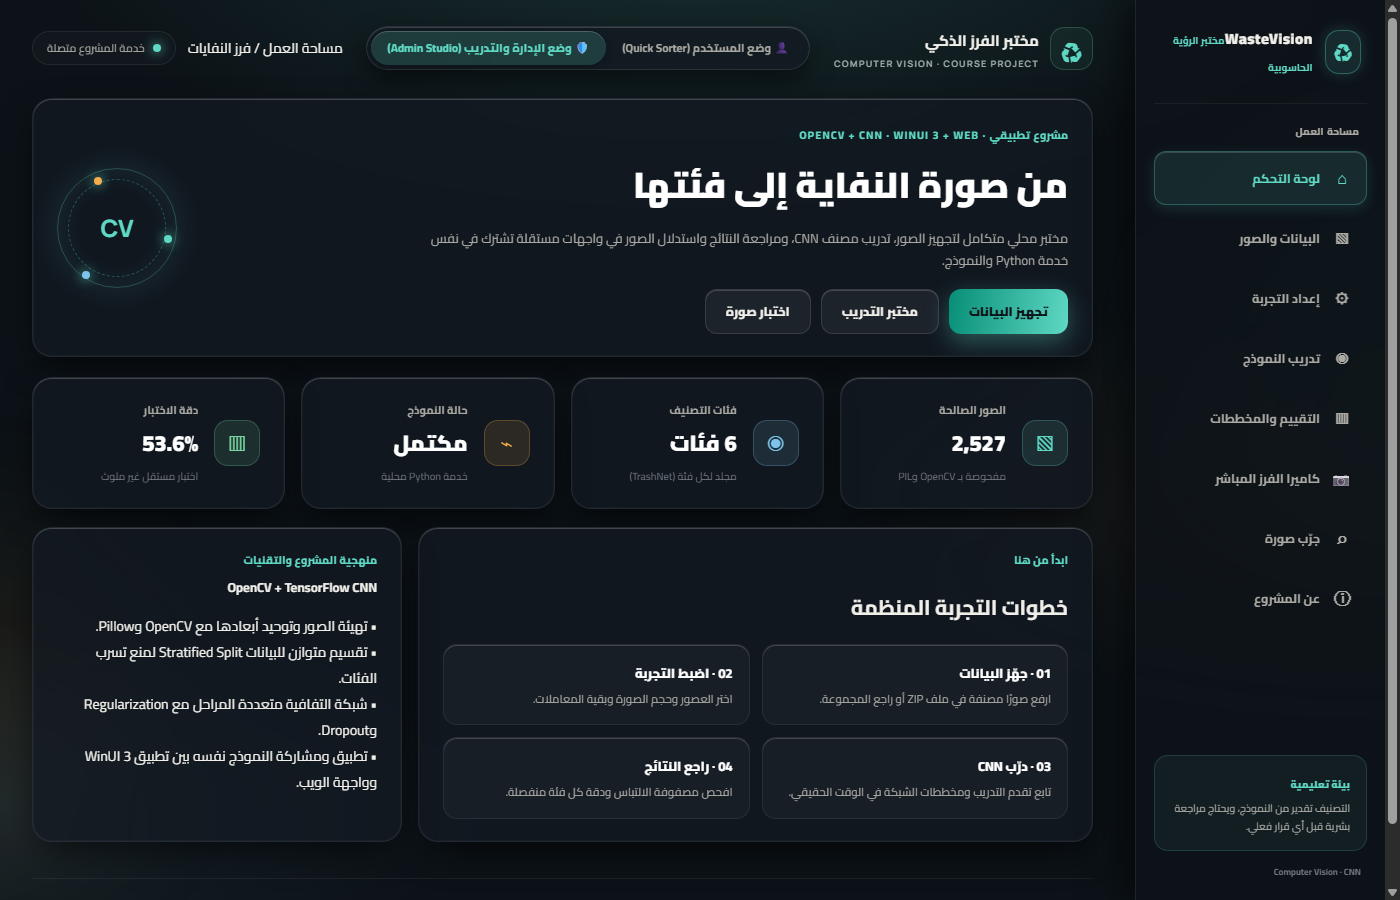 WasteVision مختبر الرؤية
الحاسوبية
مساحة العمل
لوحة التحكم
البيانات والصور
إعداد التجربة
تدريب النموذج
التقييم والمخططات
كاميرا الفرز المباشر
جرّب صورة
عن المشروع
بيئة تعليمية
التصنيف تقدير من النموذج، ويحتاج مراجعة
بشرية قبل أي قرار فعلي.
Computer Vision · CNN
مختبر الفرز الذكي
COMPUTER VISION · COURSE PROJECT
وضع المستخدم (Quick Sorter)
وضع الإدارة والتدريب (Admin Studio)
مساحة العمل / فرز النفايات
خدمة المشروع متصلة
مشروع تطبيقي · OPENCV + CNN · WINUI 3 + WEB
من صورة النفاية إلى فئتها
مختبر محلي متكامل لتجهيز الصور، تدريب مصنف CNN، ومراجعة النتائج واستدلال الصور في واجهات مستقلة تشترك في نفس
خدمة Python والنموذج.
تجهيز البيانات
مختبر التدريب
اختبار صورة
CV
الصور الصالحة
2,527
مفحوصة بـ OpenCV وPIL
فئات التصنيف
6 فئات
مجلد لكل فئة (TrashNet)
حالة النموذج
مكتمل
خدمة Python محلية
دقة الاختبار
53.6%
اختبار مستقل غير ملوث
ابدأ من هنا
خطوات التجربة المنظمة
01 · جهّز البيانات
ارفع صورًا مصنفة في ملف ZIP أو راجع المجموعة.
02 · اضبط التجربة
اختر العصور وحجم الصورة وبقية المعاملات.
03 · درّب CNN
تابع تقدم التدريب ومخططات الشبكة في الوقت الحقيقي.
04 · راجع النتائج
افحص مصفوفة الالتباس ودقة كل فئة منفصلة.
منهجية المشروع والتقنيات
OpenCV + TensorFlow CNN
• تهيئة الصور وتوحيد أبعادها مع OpenCV وPillow.
• تقسيم متوازن للبيانات Stratified Split لمنع تسرب
الفئات.
• شبكة التفافية متعددة المراحل مع Regularization
وDropout.
• تطبيق ومشاركة النموذج نفسه بين تطبيق WinUI 3
وواجهة الويب.